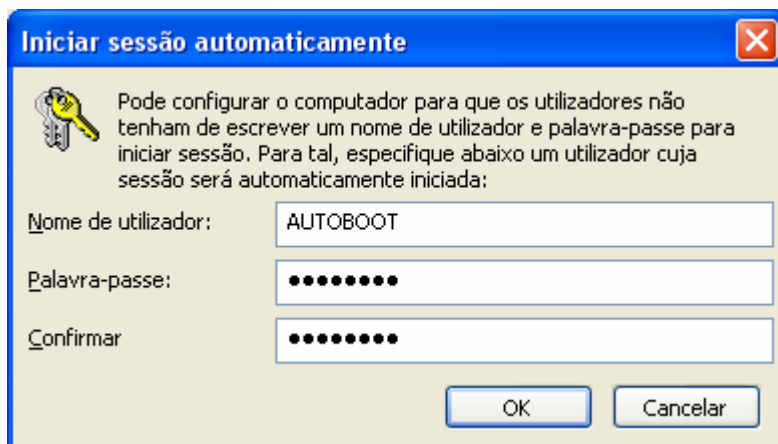 Iniciar sessão automaticamente
Pode configurar o computador para que os utilizadores não
tenham de escrever um nome de utilizador e palavra-passe para
iniciar sessão. Para tal, especifique abaixo um utilizador cuja
sessão será automaticamente iniciada:
Nome de utilizador: AUTOBOOT
Palavra-passe: ●●●●●●●●
Confirmar ●●●●●●●●
OK Cancelar